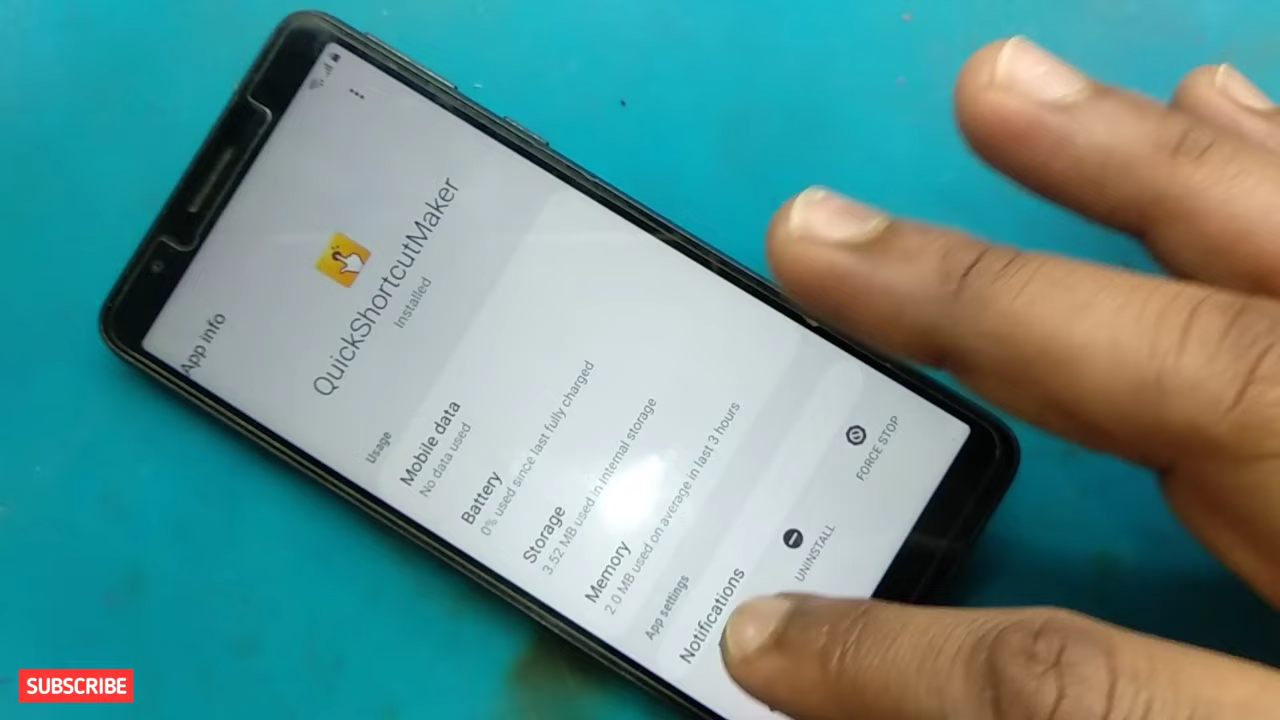 App info
QuickShortcutMaker
Installed
Usage
Mobile data
No data used
Battery
0% used since last fully charged
Storage
3.52 MB used in Internal storage
Memory
2.0 MB used on average in last 3 hours
App settings
Notifications
UNINSTALL
FORCE STOP
SUBSCRIBE